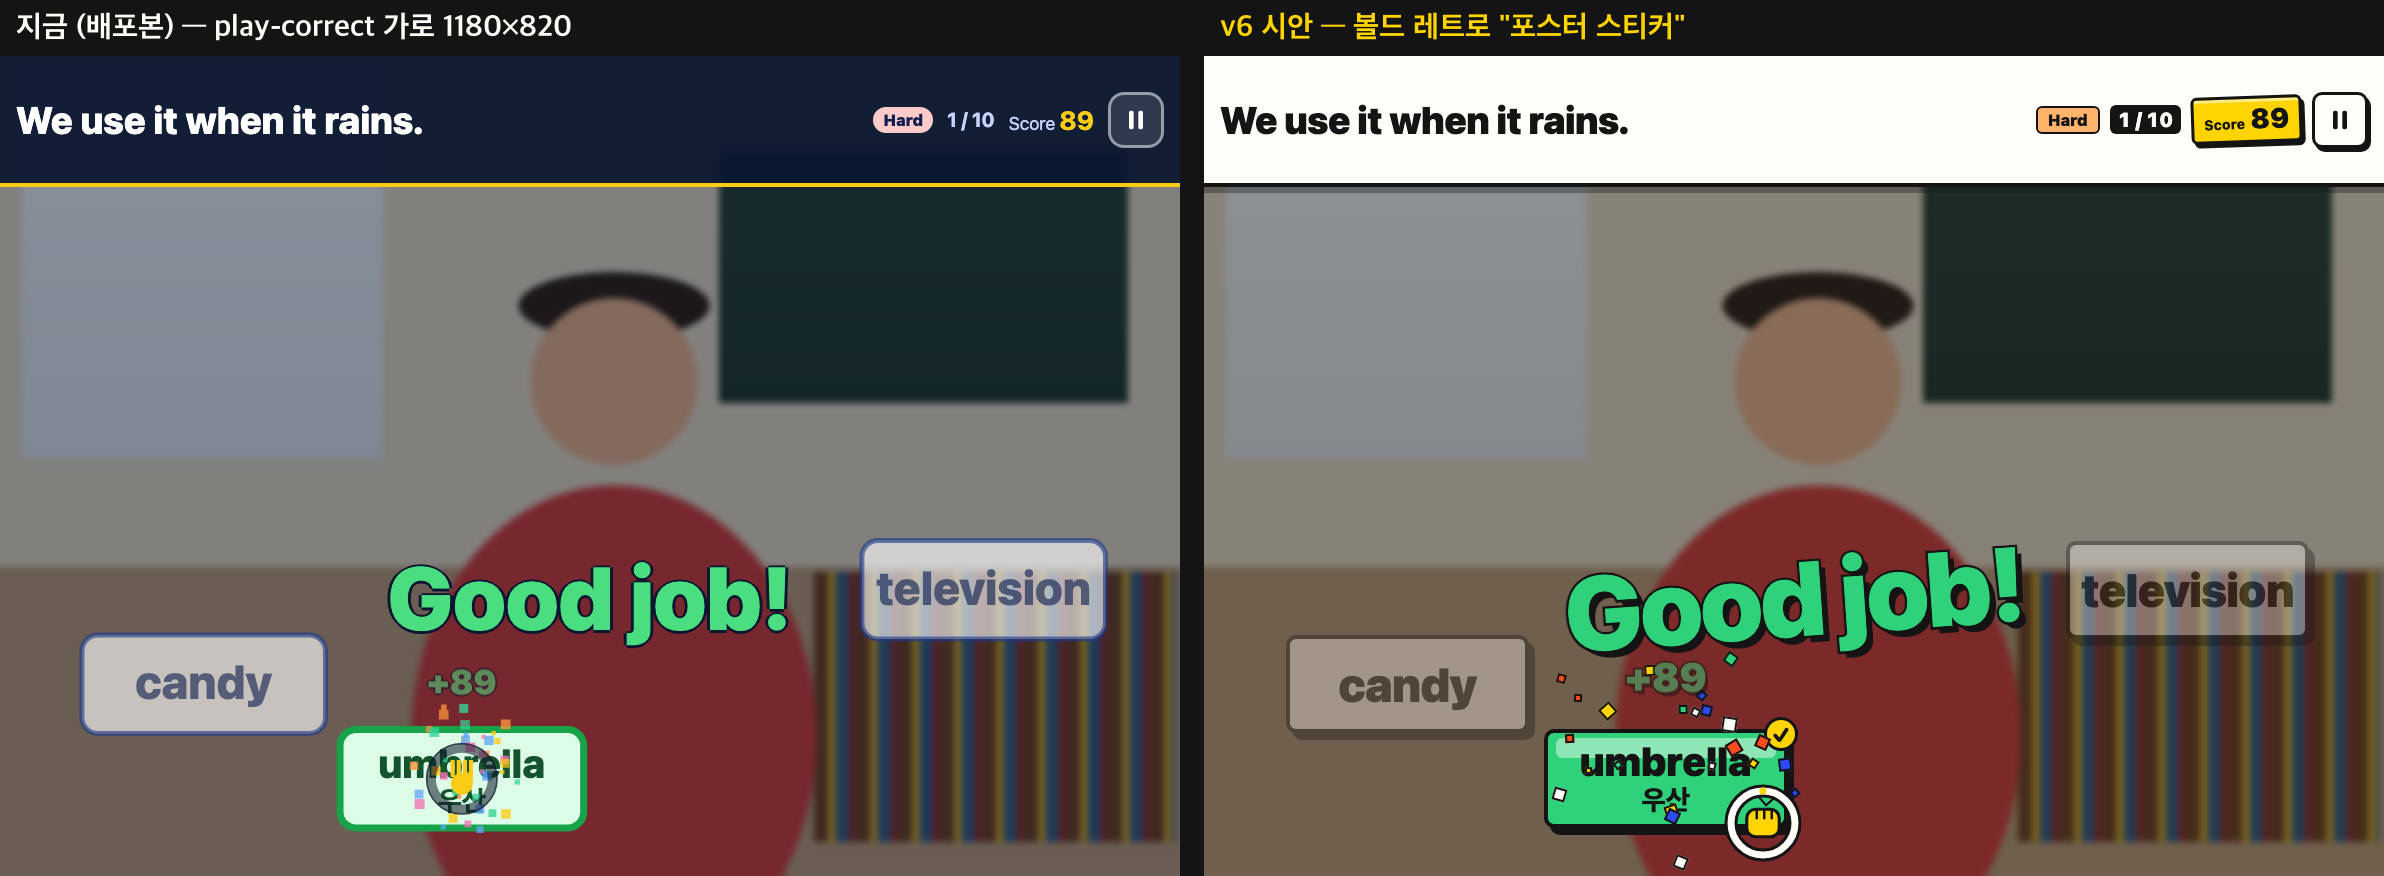 지금 (배포본) — play-correct 가로 1180×820
We use it when it rains.
Hard 1/10 Score 89
Good job!
television
candy
+89
umbrella
우산
v6 시안 — 볼드 레트로 "포스터 스티커"
We use it when it rains.
Hard 1/10 Score 89
Good job!
television
candy
+89
umbrella
우산